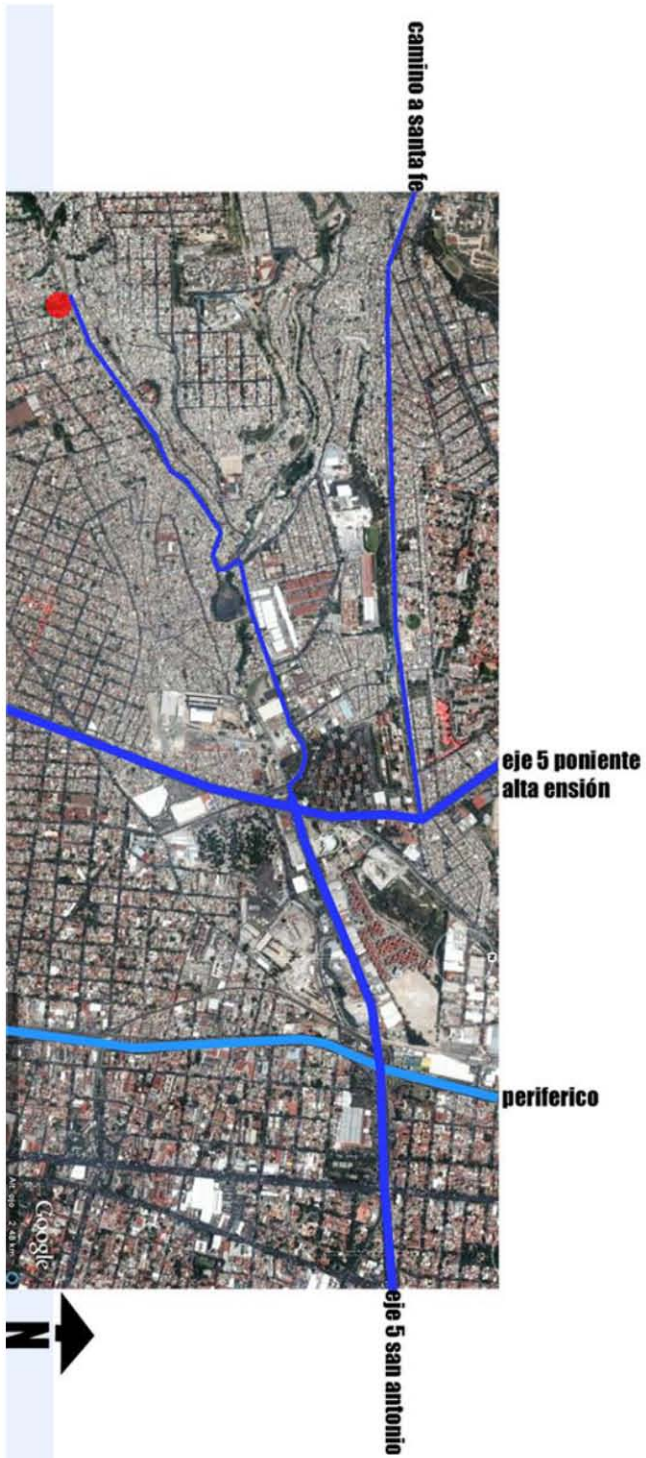 camino a santa fe
eje 5 poniente
alta ensión
periferico
eje 5 san antonio
Google
N